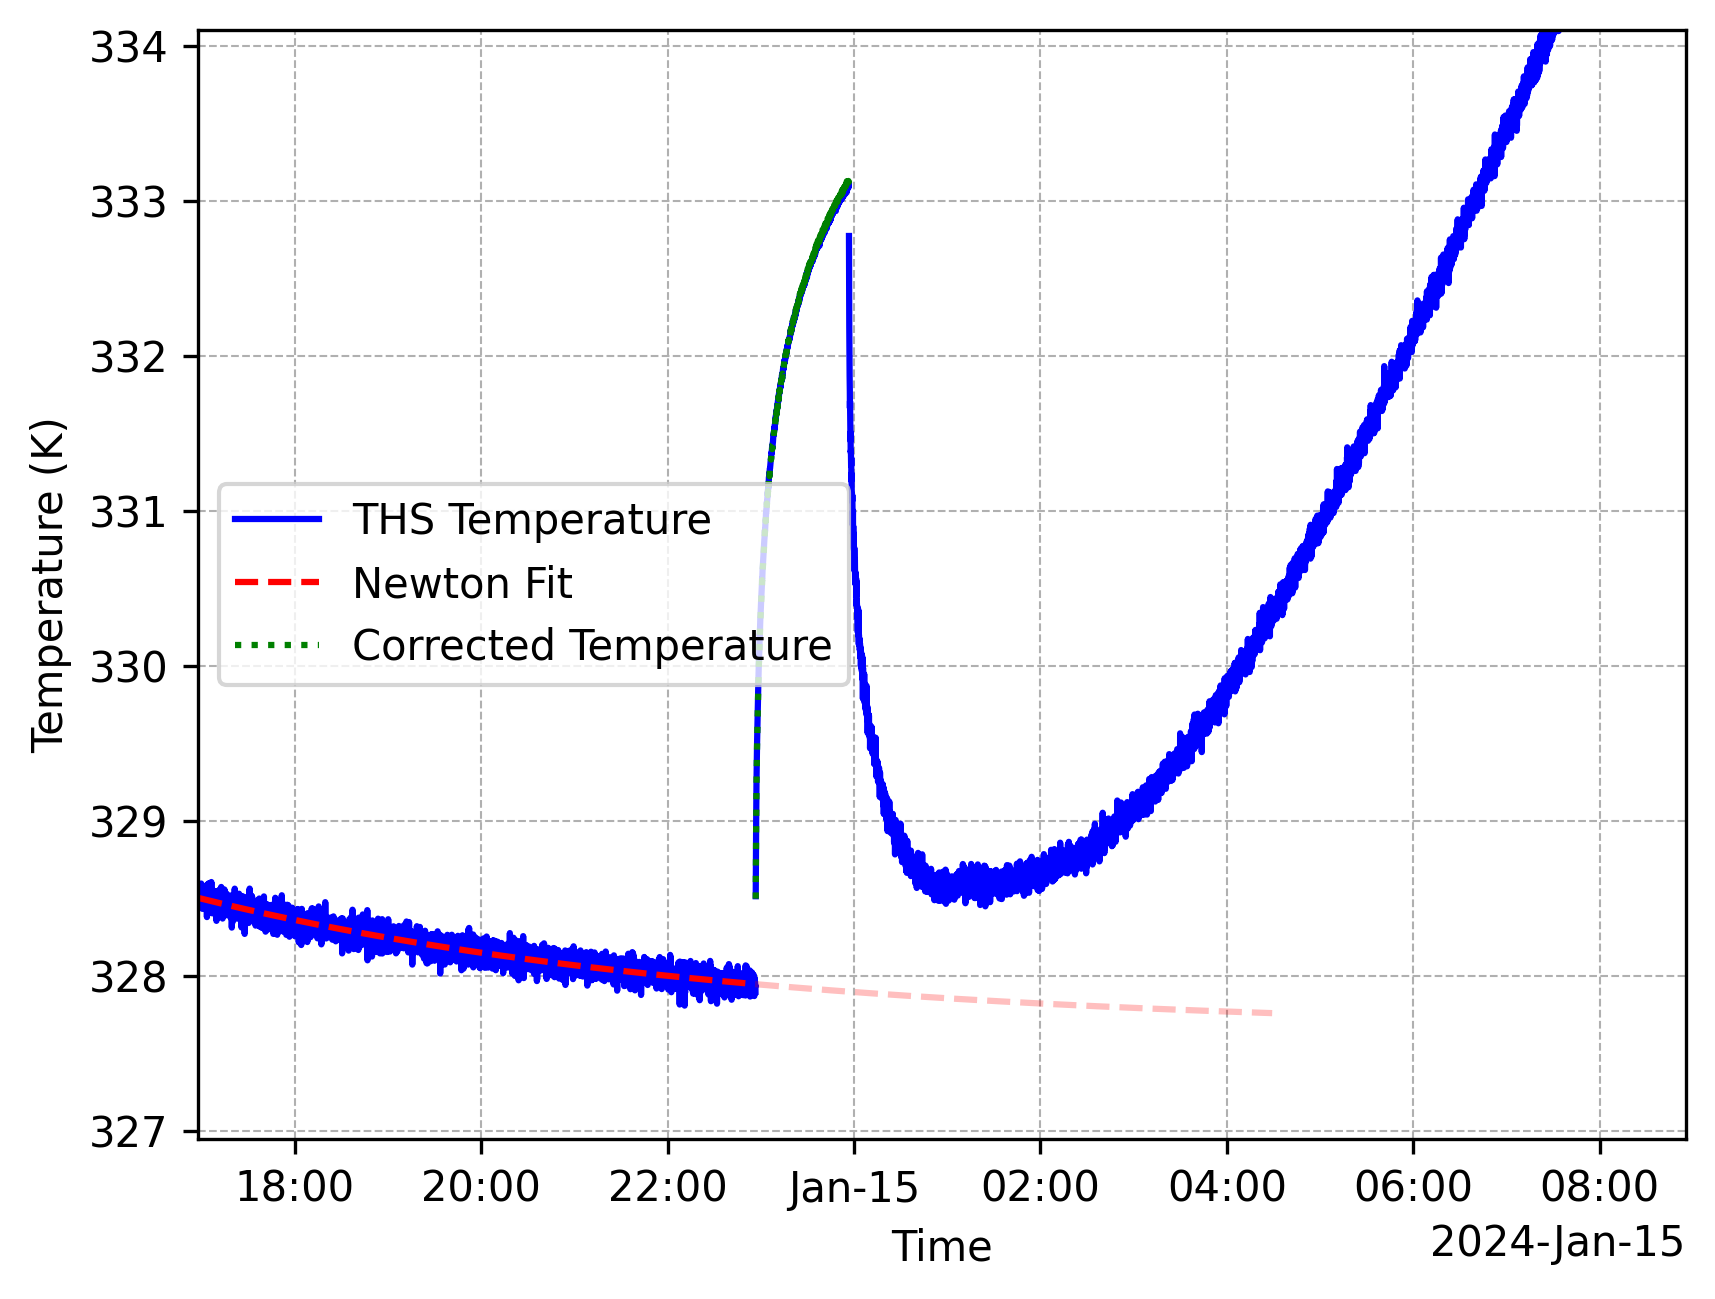 334
333
332
331
330
329
328
327
Temperature (K)
THS Temperature
Newton Fit
Corrected Temperature
18:00 20:00 22:00 Jan-15 02:00 04:00 06:00 08:00
Time
2024-Jan-15